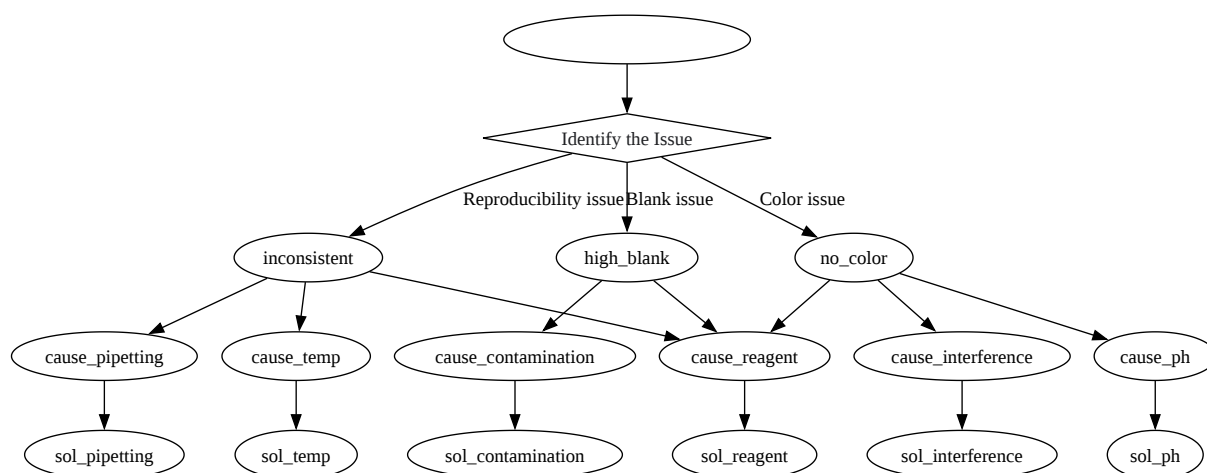 Identify the Issue
Reproducibility issue
Blank issue
Color issue
inconsistent
high_blank
no_color
cause_pipetting
cause_temp
cause_contamination
cause_reagent
cause_interference
cause_ph
sol_pipetting
sol_temp
sol_contamination
sol_reagent
sol_interference
sol_ph